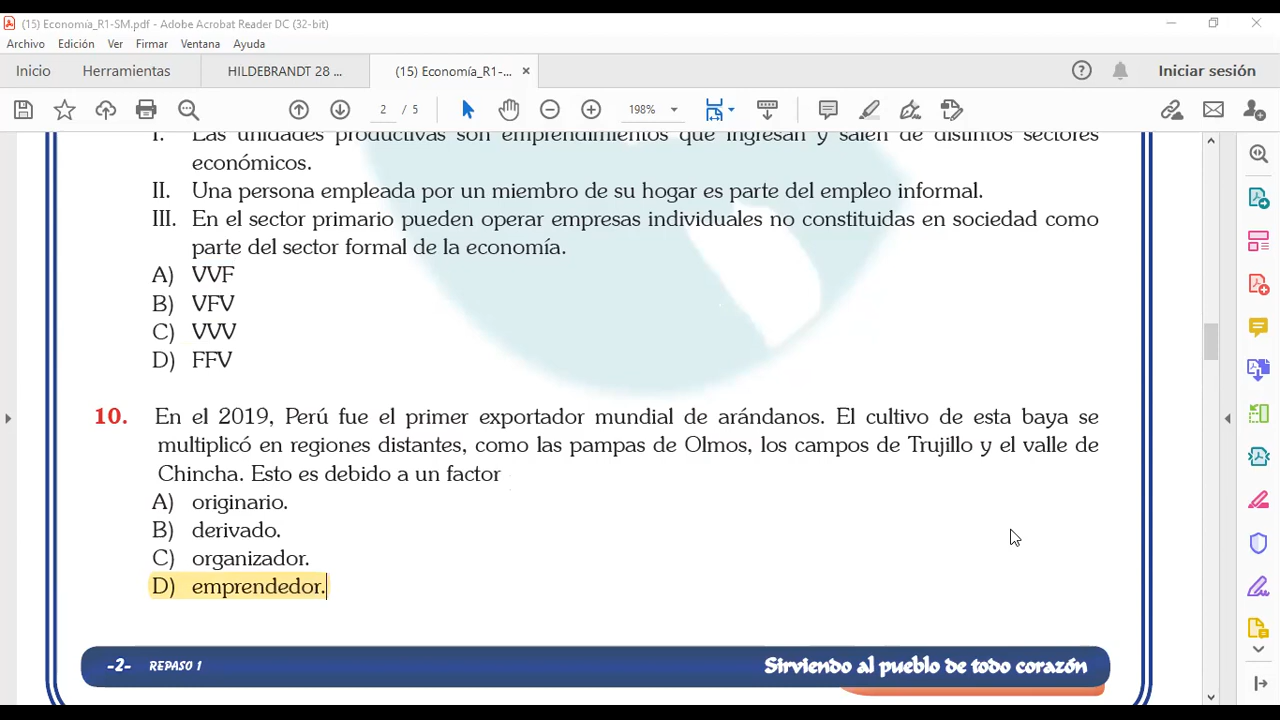 (15) Economía_R1-SM.pdf - Adobe Acrobat Reader DC (32-bit)
Archivo Edición Ver Firmar Ventana Ayuda
Inicio Herramientas HILDEBRANDT 28 ... (15) Economía_R1-... × Iniciar sesión
2 / 5 198%
I. Las unidades productivas son emprendimientos que ingresan y salen de distintos sectores
económicos.
II. Una persona empleada por un miembro de su hogar es parte del empleo informal.
III. En el sector primario pueden operar empresas individuales no constituidas en sociedad como
parte del sector formal de la economía.
A) VVF
B) VFV
C) VVV
D) FFV
10. En el 2019, Perú fue el primer exportador mundial de arándanos. El cultivo de esta baya se
multiplicó en regiones distantes, como las pampas de Olmos, los campos de Trujillo y el valle de
Chincha. Esto es debido a un factor
A) originario.
B) derivado.
C) organizador.
D) emprendedor.
-2- REPASO 1 Sirviendo al pueblo de todo corazón